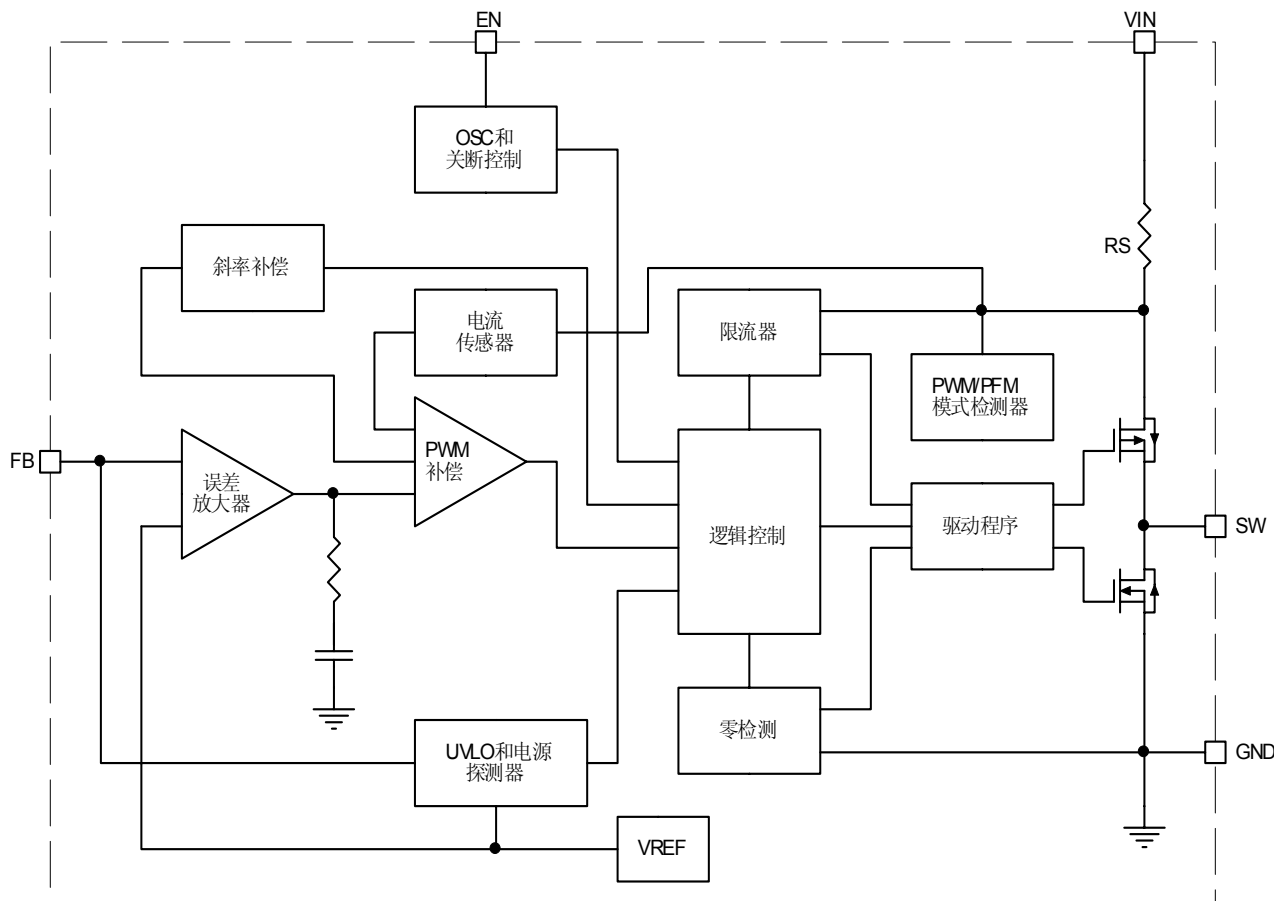 EN
VIN
OSC和
关断控制
RS
斜率补偿
电流
传感器
限流器
PWM/PFM
模式检测器
FB
误差
放大器
PWM
补偿
逻辑控制
驱动程序
SW
UVLO和电源
探测器
零检测
GND
VREF